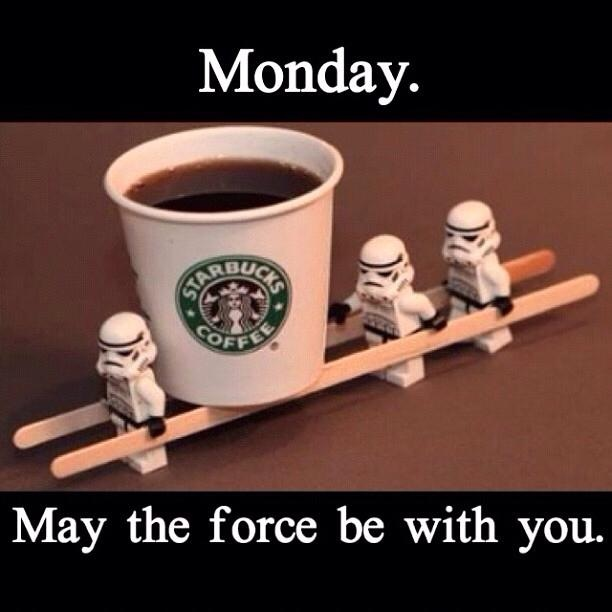 Monday.
STARBUCKS
COFFEE
May the force be with you.